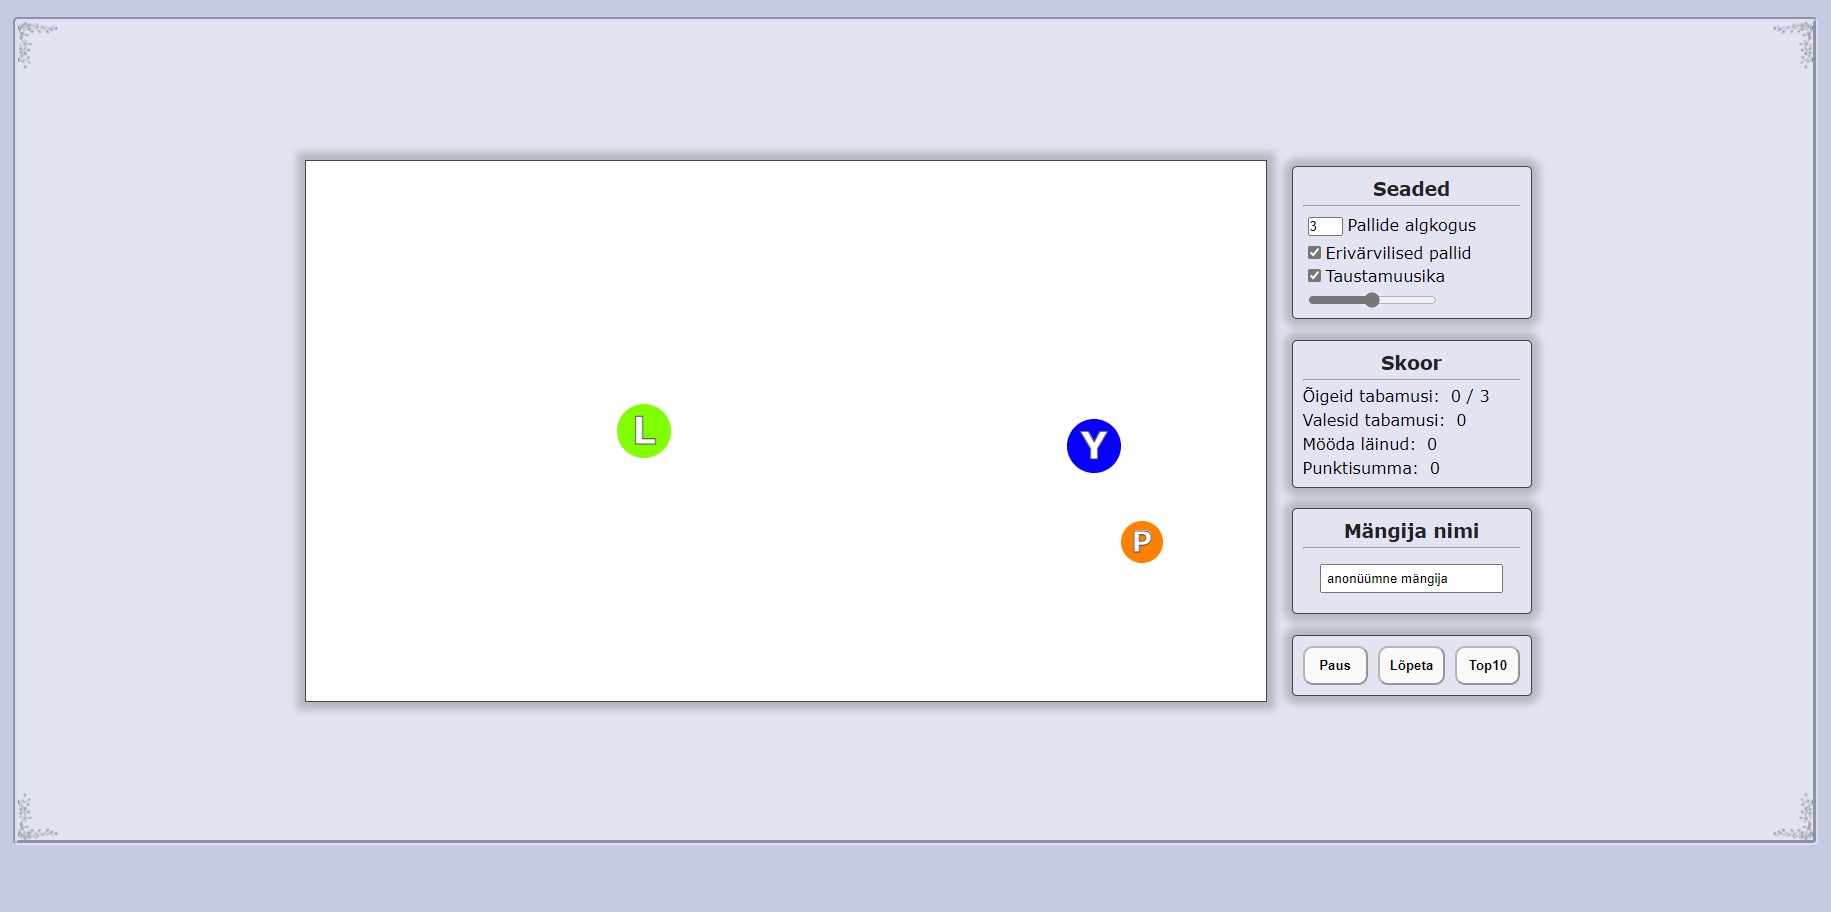 L
Y
P
Seaded
3 Pallide algkogus
Erivärvilised pallid
Taustamuusika
Skoor
Õigeid tabamusi: 0 / 3
Valesid tabamusi: 0
Mööda läinud: 0
Punktisumma: 0
Mängija nimi
anonüümne mängija
Paus Lõpeta Top10